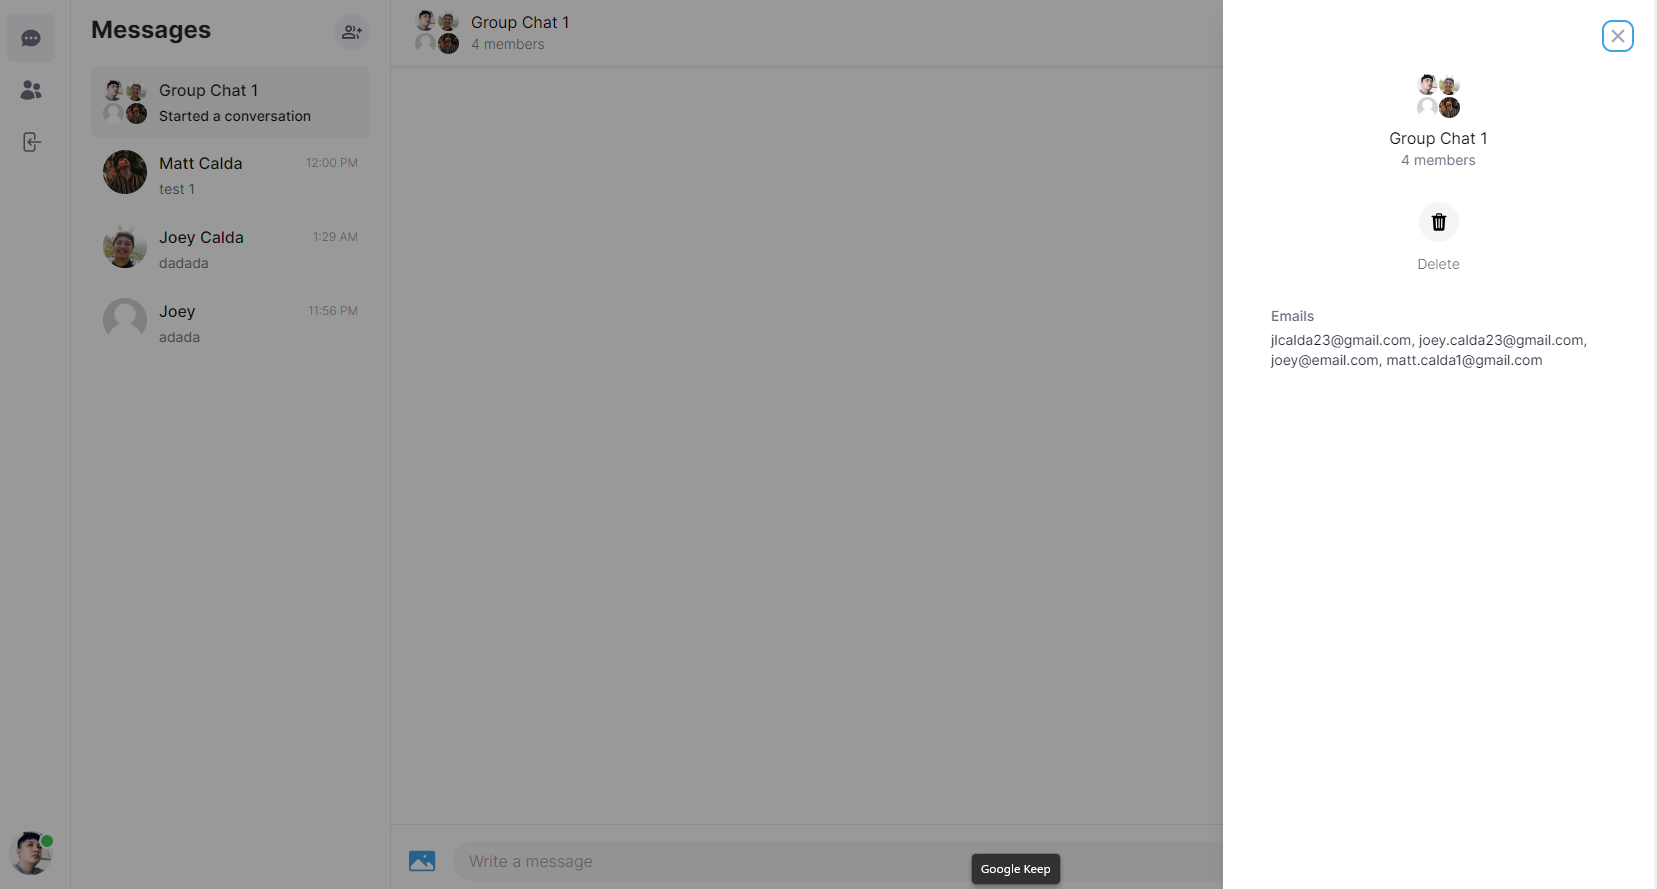 Messages
Group Chat 1
Started a conversation
Matt Calda
12:00 PM
test 1
Joey Calda
1:29 AM
dadada
Joey
11:56 PM
adada
Group Chat 1
4 members
Write a message
Google Keep
Group Chat 1
4 members
Delete
Emails
jlcalda23@gmail.com, joey.calda23@gmail.com,
joey@email.com, matt.calda1@gmail.com